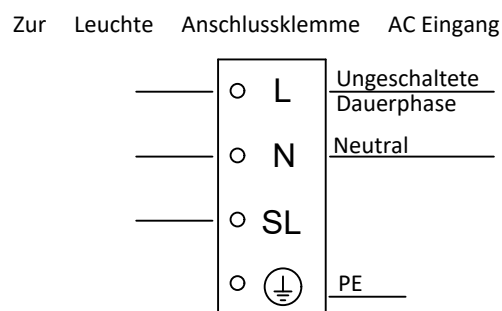 Zur Leuchte Anschlussklemme AC Eingang
L Ungeschaltete
Dauerphase
N Neutral
SL
PE